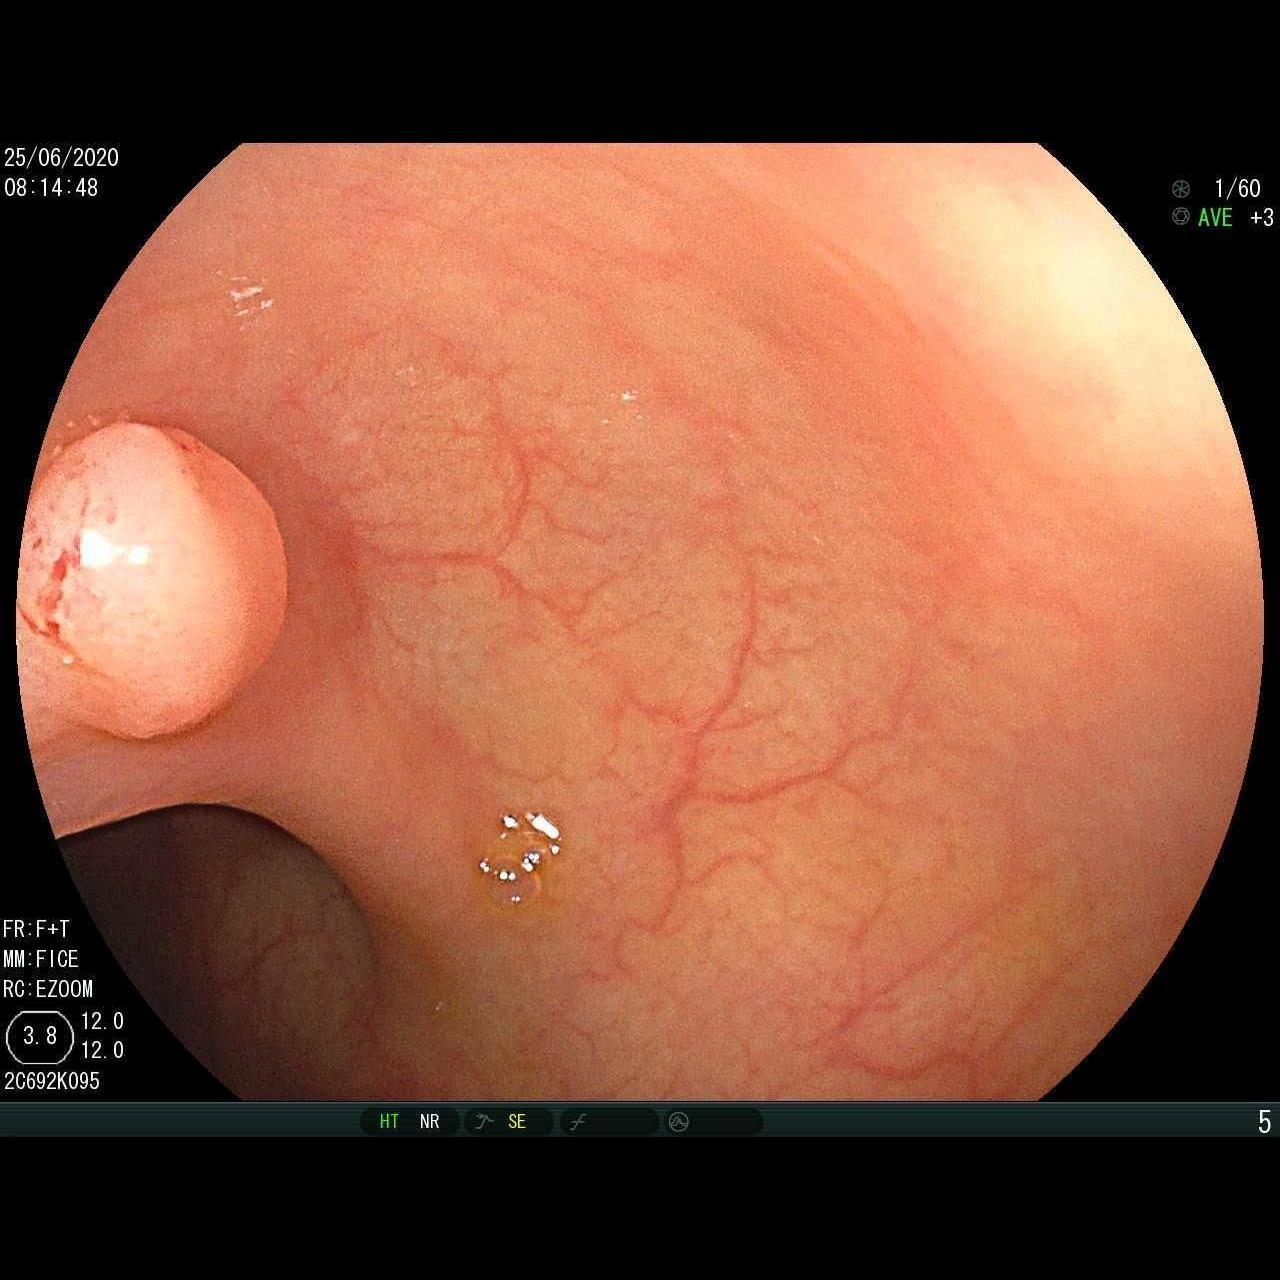 25/06/2020
08:14:48
1/60
AVE +3
FR:F+T
MM:FICE
RC:EZOOM
3.8
12.0
12.0
2C692K095
HT NR SE
5